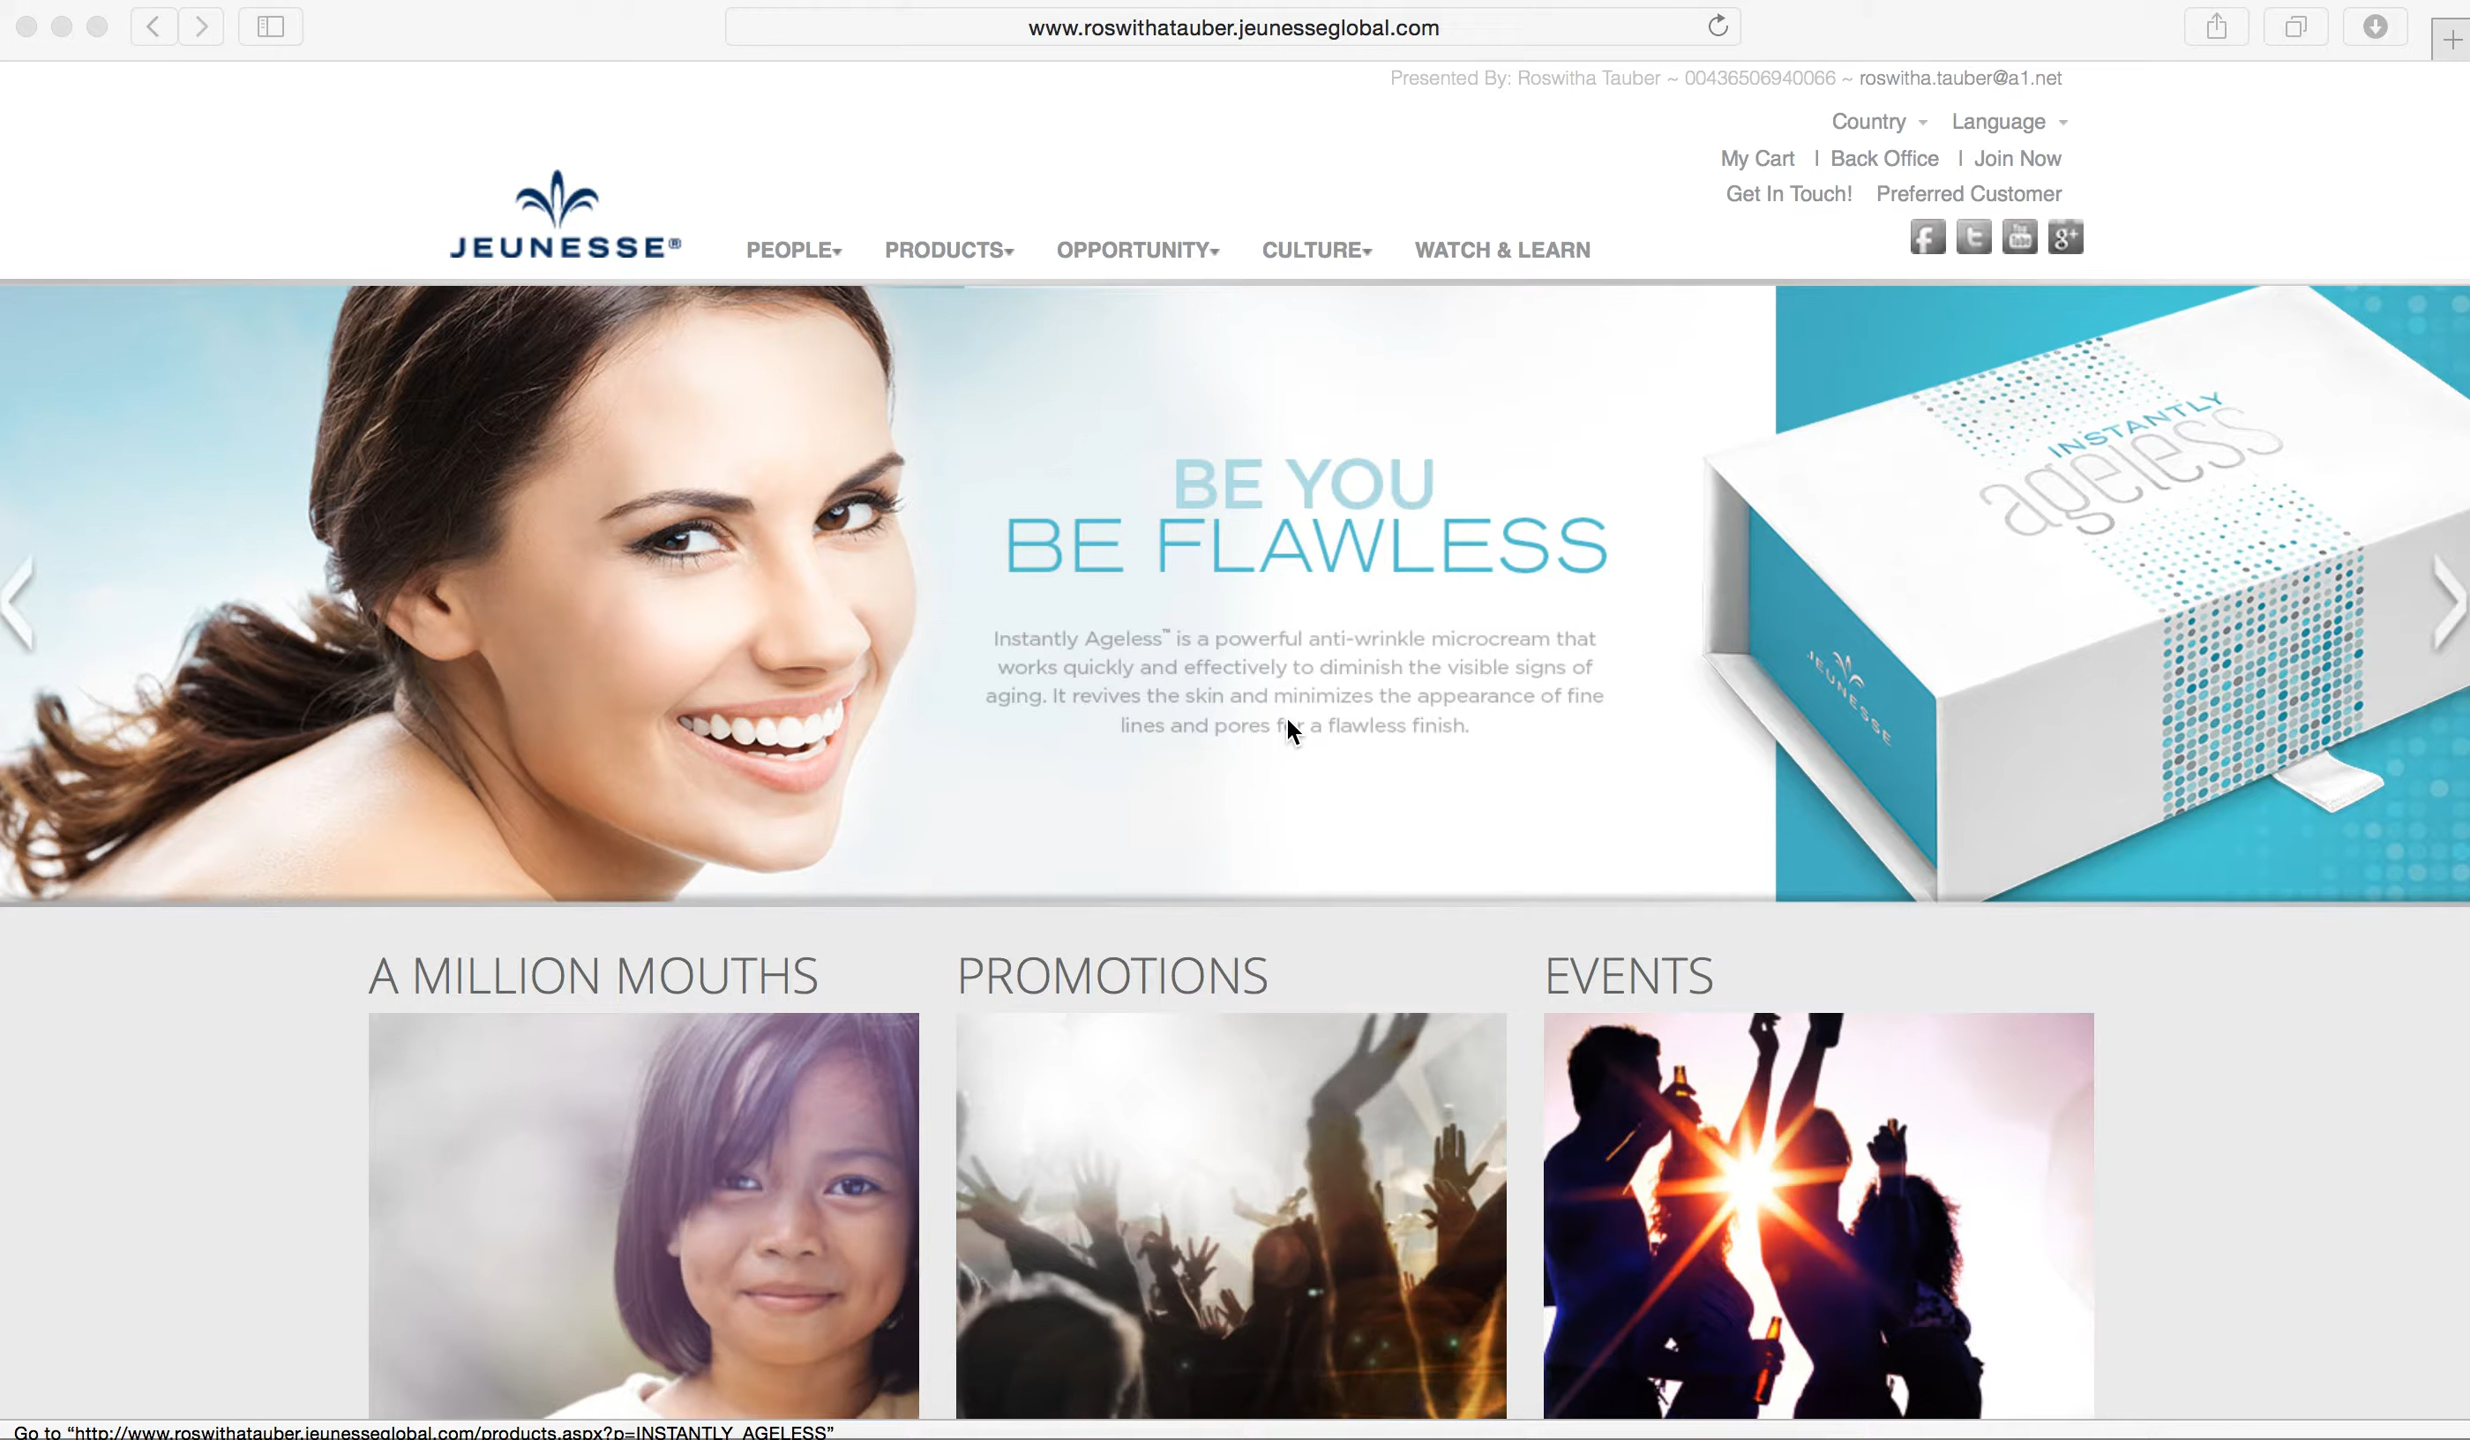 www.roswithatauber.jeunesseglobal.com
Presented By: Roswitha Tauber ~ 00436506940066 ~ roswitha.tauber@a1.net
Country Language
My Cart | Back Office | Join Now
Get In Touch! Preferred Customer
JEUNESSE®
PEOPLE PRODUCTS OPPORTUNITY CULTURE WATCH & LEARN
f t You Tube g+
BE YOU
BE FLAWLESS
Instantly Ageless™ is a powerful anti-wrinkle microcream that
works quickly and effectively to diminish the visible signs of
aging. It revives the skin and minimizes the appearance of fine
lines and pores for a flawless finish.
INSTANTLY
ageless
JEUNESSE
A MILLION MOUTHS
PROMOTIONS
EVENTS
Go to “http://www.roswithatauber.jeunesseglobal.com/products.aspx?p=INSTANTLY_AGELESS”